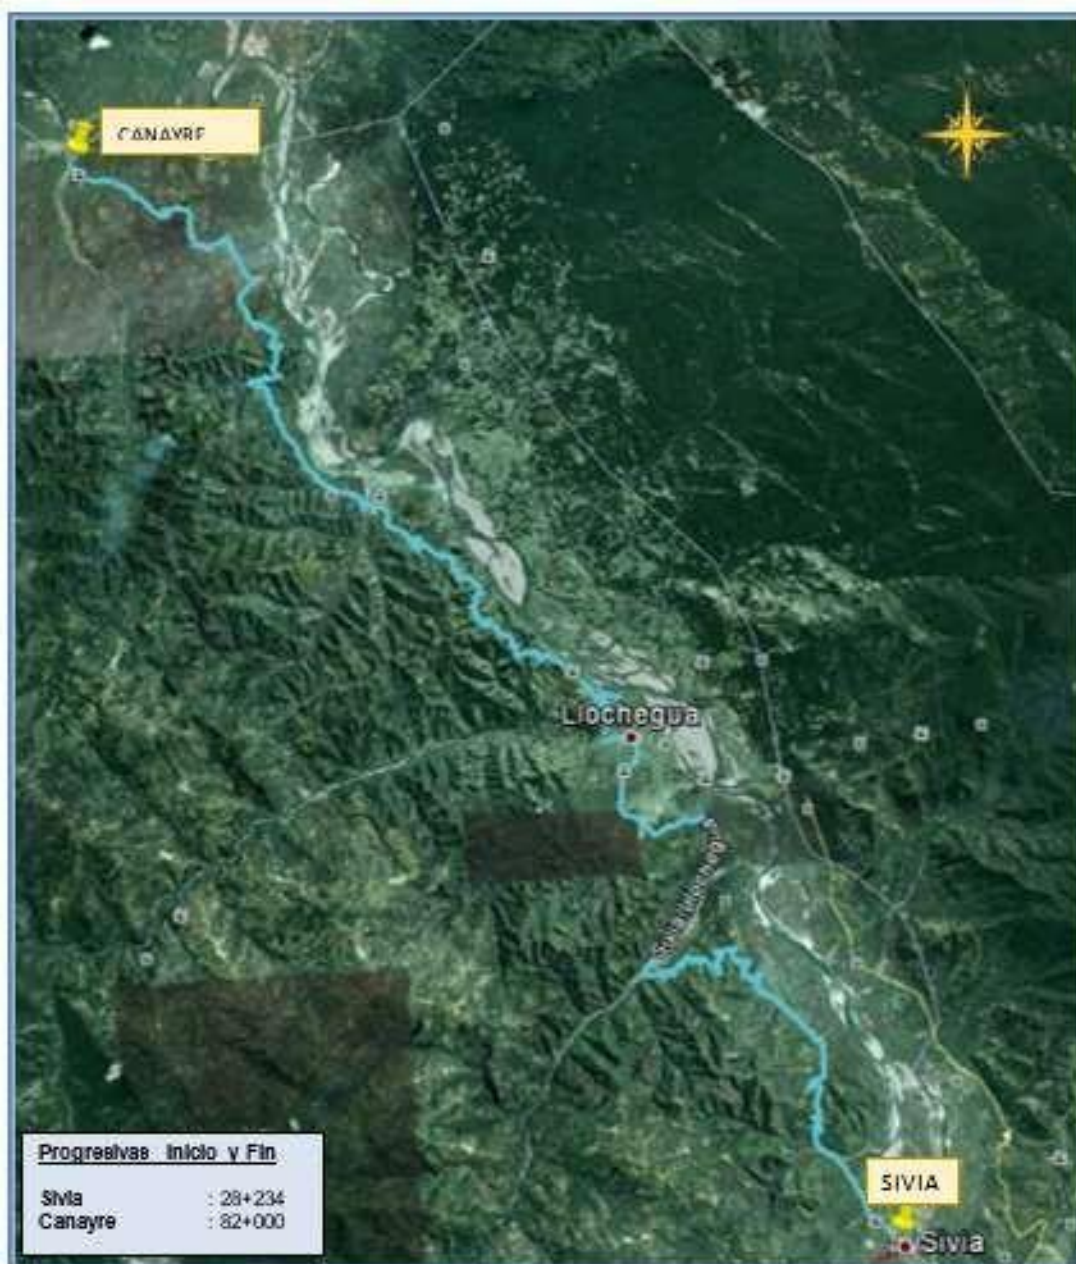 CANAYRE
Llochegua
SIVIA
Sivia
Progresivas Inicio y Fin
Sivia : 28+234
Canayre : 82+000